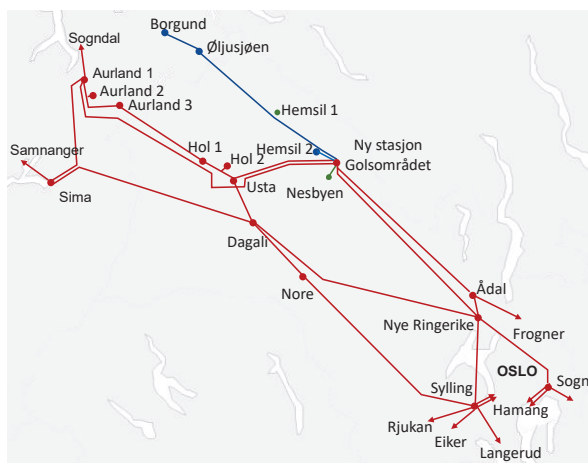 Borgund
Sogndal
Øljusjøen
Aurland 1
Aurland 2
Aurland 3
Hemsil 1
Ny stasjon
Golsområdet
Hemsil 2
Hol 1
Hol 2
Samnanger
Usta
Nesbyen
Sima
Dagali
Nore
Ådal
Nye Ringerike
Frogner
OSLO
Sogn
Sylling
Hamang
Rjukan
Eiker
Langerud